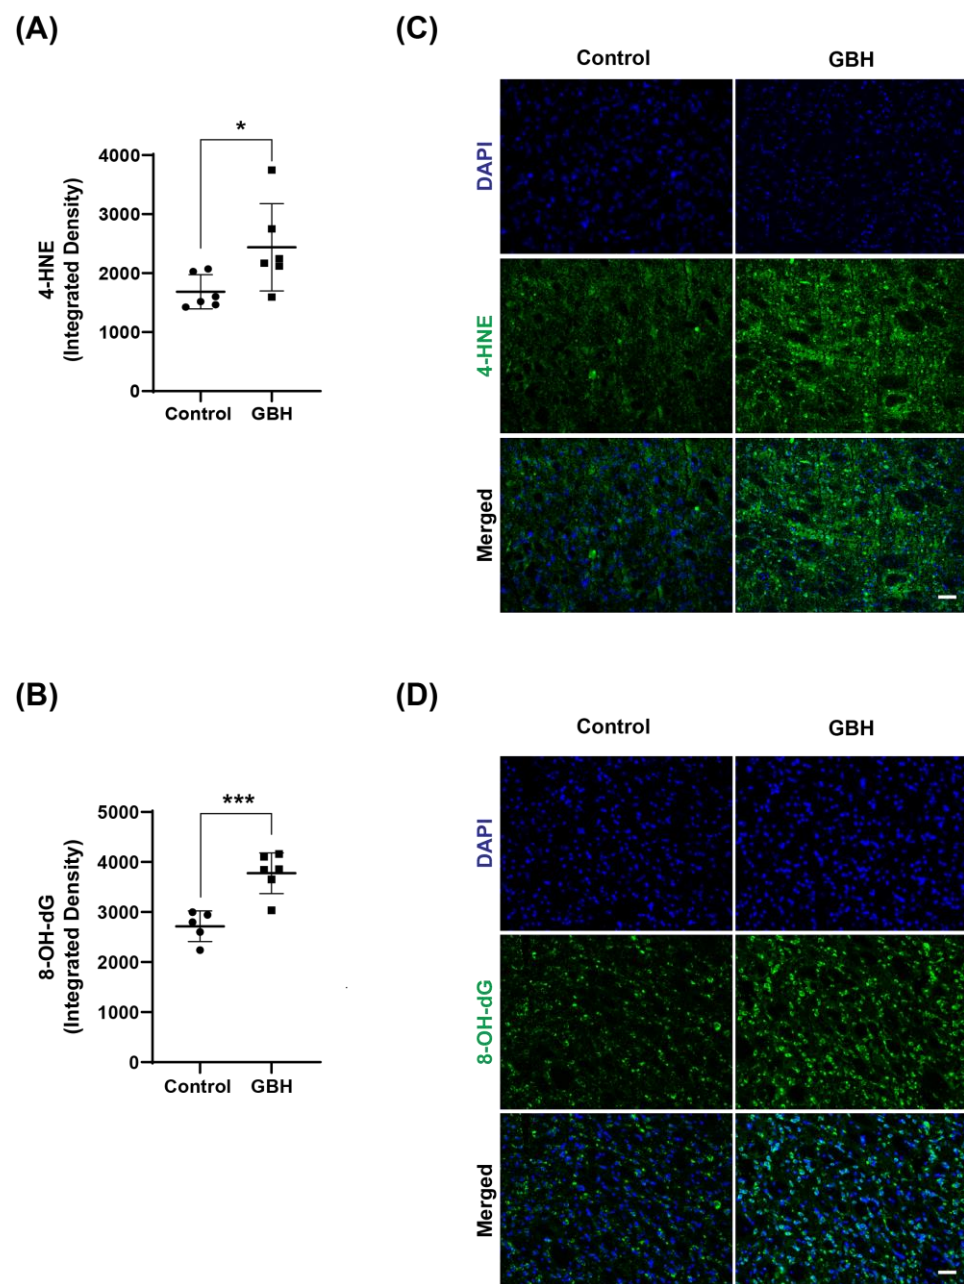 (A)
*
4-HNE
(Integrated Density)
4000
3000
2000
1000
0
Control GBH
(C)
Control GBH
DAPI
4-HNE
Merged
(B)
***
8-OH-dG
(Integrated Density)
5000
4000
3000
2000
1000
0
Control GBH
(D)
Control GBH
DAPI
8-OH-dG
Merged